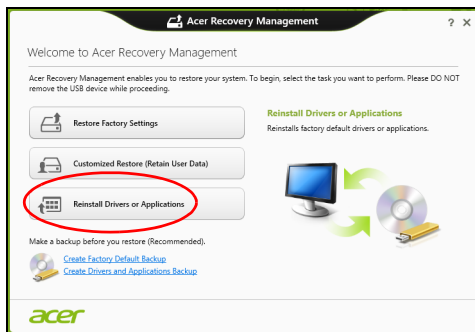 Acer Recovery Management
? X
Welcome to Acer Recovery Management
Acer Recovery Management enables you to restore your system. To begin, select the task you want to perform. Please DO NOT
remove the USB device while proceeding.
Restore Factory Settings
Customized Restore (Retain User Data)
Reinstall Drivers or Applications
Reinstall Drivers or Applications
Reinstalls factory default drivers or applications.
Make a backup before you restore (Recommended).
Create Factory Default Backup
Create Drivers and Applications Backup
acer